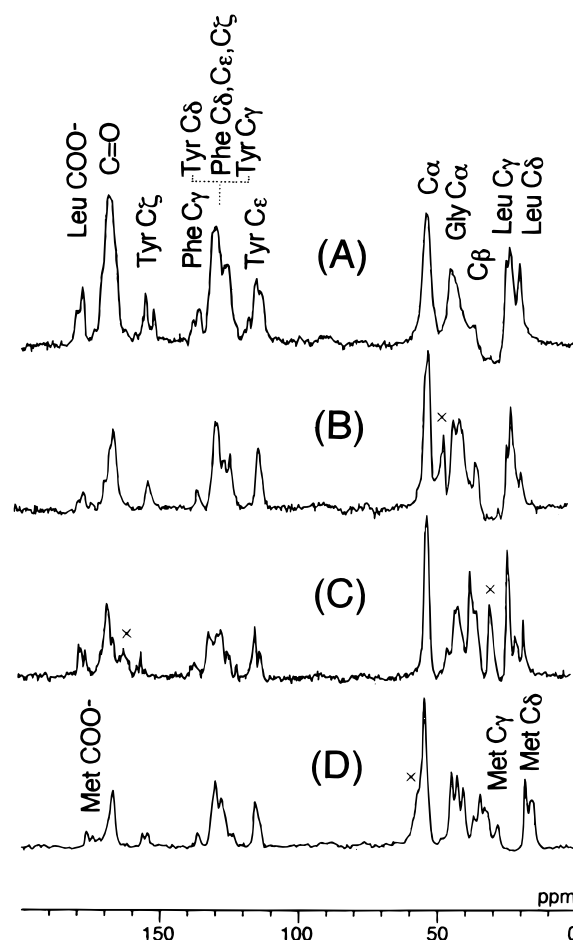 Leu COO-
C=O
Tyr Cζ
Phe Cγ
Tyr Cδ
Phe Cδ,Cε,Cζ
Tyr Cγ
Tyr Cε
Cα
Gly Cα
Cβ
Leu Cγ
Leu Cδ
(A)
(B)
×
(C)
×
×
(D)
Met COO-
×
Met Cγ
Met Cδ
ppm
150
100
50
0